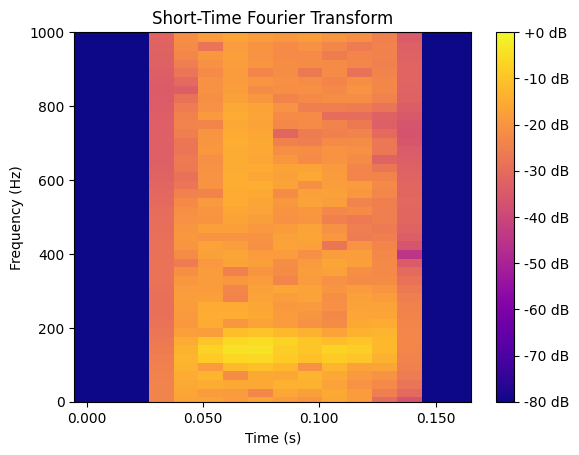 Short-Time Fourier Transform
1000
800
600
400
200
0
Frequency (Hz)
0.000
0.050
0.100
0.150
Time (s)
+0 dB
-10 dB
-20 dB
-30 dB
-40 dB
-50 dB
-60 dB
-70 dB
-80 dB